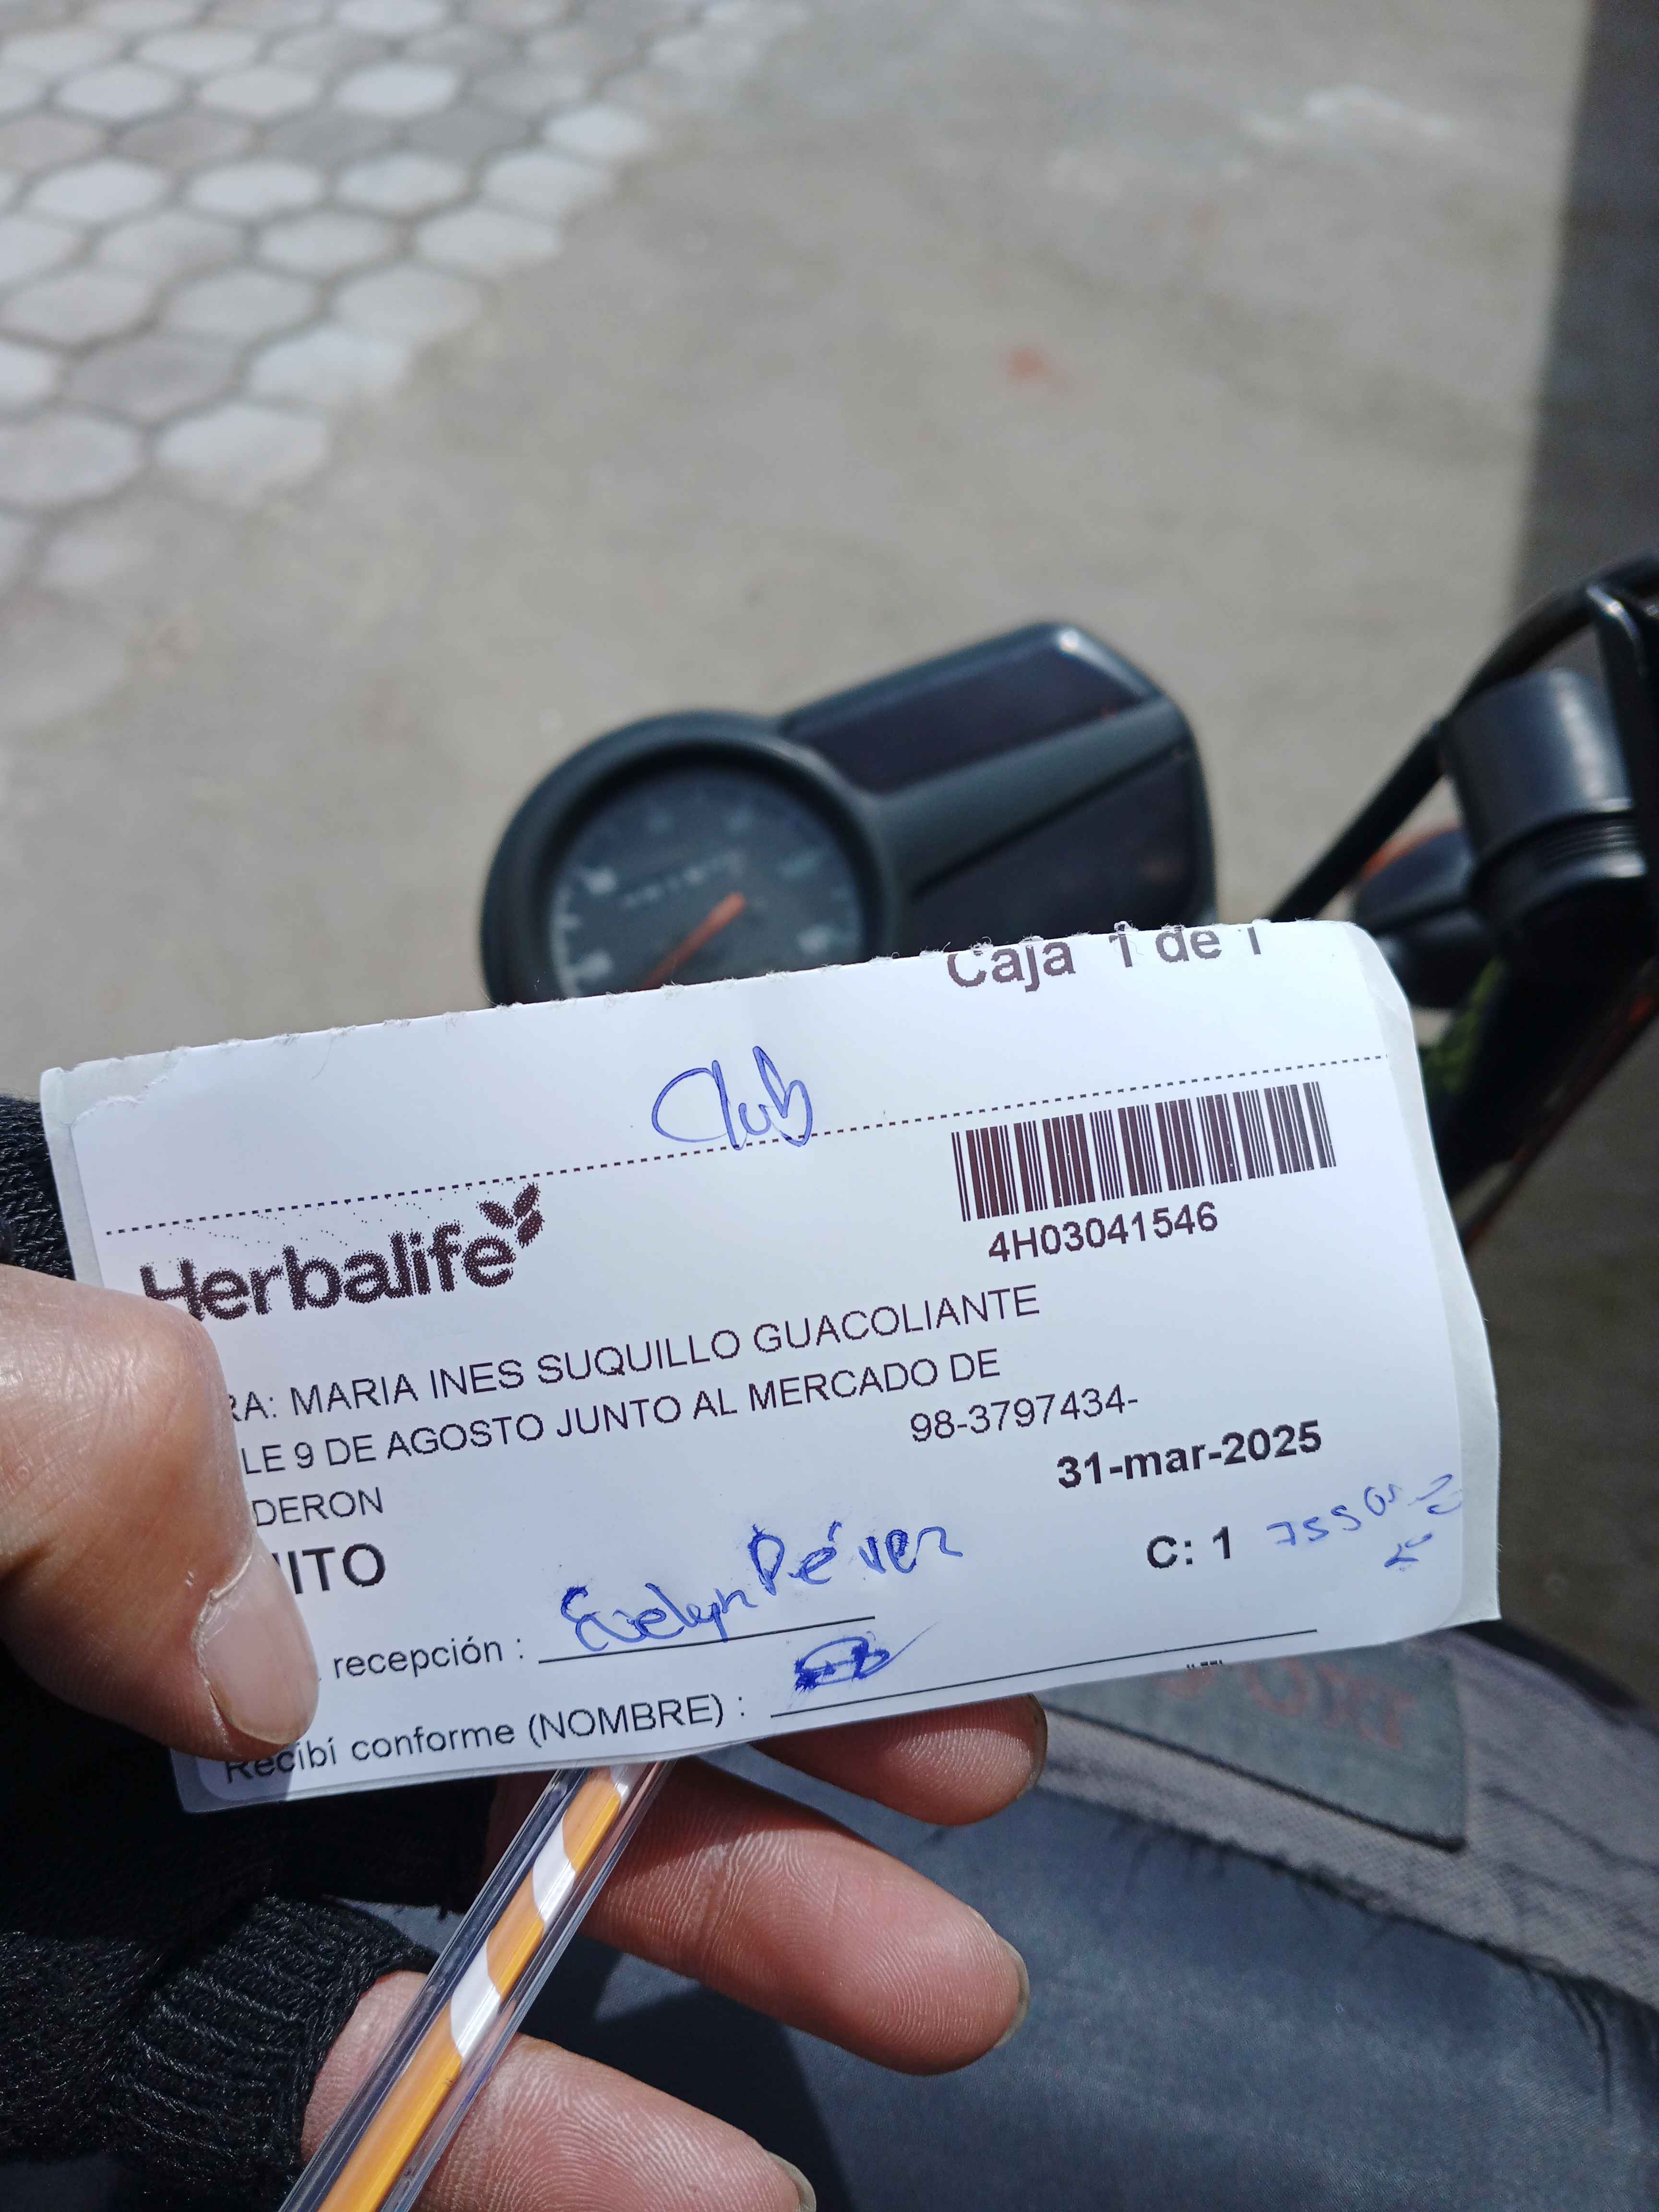 Caja 1 de 1
Club
Herbalife
4H03041546
RA: MARIA INES SUQUILLO GUACOLIANTE
LE 9 DE AGOSTO JUNTO AL MERCADO DE
98-3797434-
DERON
31-mar-2025
ITO
C: 1
recepción : Evelyn Pérez
Recibí conforme (NOMBRE) :